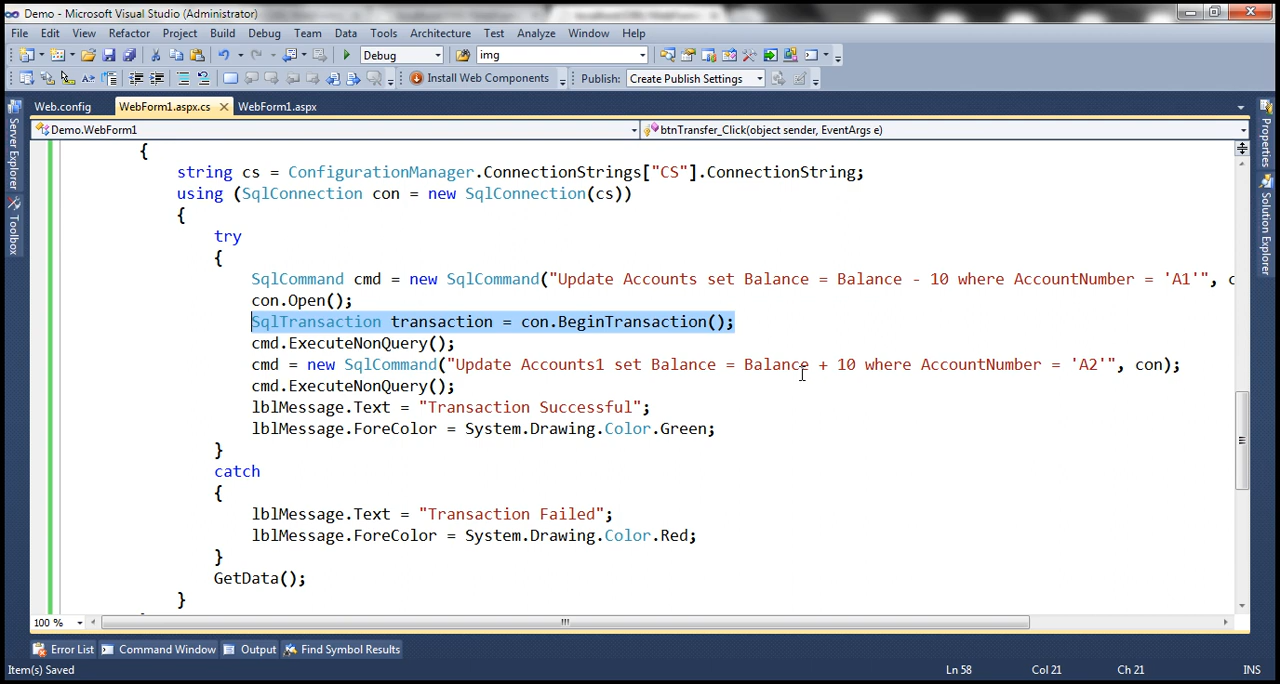 Demo - Microsoft Visual Studio (Administrator)
File Edit View Refactor Project Build Debug Team Data Tools Architecture Test Analyze Window Help
Debug img
Install Web Components Publish: Create Publish Settings
Web.config WebForm1.aspx.cs WebForm1.aspx
Demo.WebForm1 btnTransfer_Click(object sender, EventArgs e)
{
string cs = ConfigurationManager.ConnectionStrings["CS"].ConnectionString;
using (SqlConnection con = new SqlConnection(cs))
{
try
{
SqlCommand cmd = new SqlCommand("Update Accounts set Balance = Balance - 10 where AccountNumber = 'A1'", c
con.Open();
SqlTransaction transaction = con.BeginTransaction();
cmd.ExecuteNonQuery();
cmd = new SqlCommand("Update Accounts1 set Balance = Balance + 10 where AccountNumber = 'A2'", con);
cmd.ExecuteNonQuery();
lblMessage.Text = "Transaction Successful";
lblMessage.ForeColor = System.Drawing.Color.Green;
}
catch
{
lblMessage.Text = "Transaction Failed";
lblMessage.ForeColor = System.Drawing.Color.Red;
}
GetData();
}
100 %
Error List Command Window Output Find Symbol Results
Item(s) Saved Ln 58 Col 21 Ch 21 INS
Server Explorer
Toolbox
Properties
Solution Explorer